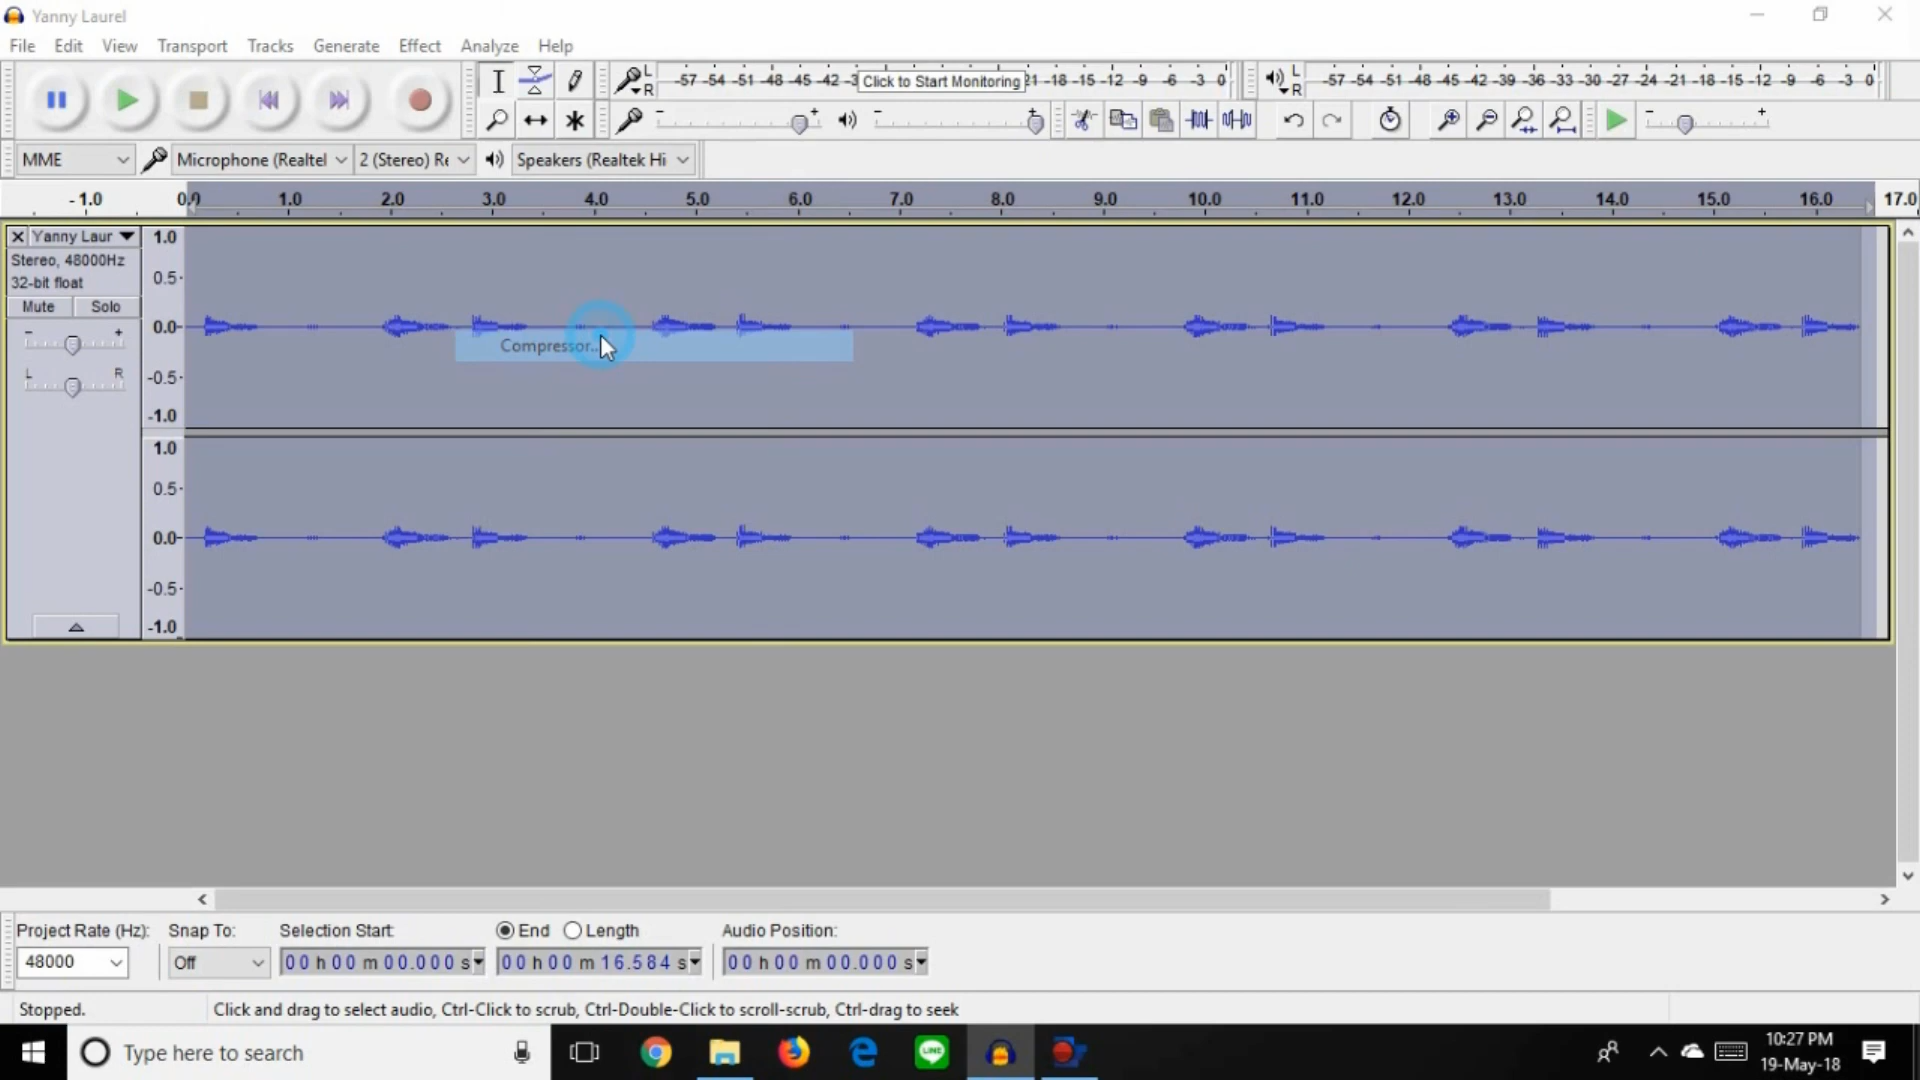 Yanny Laurel
File Edit View Transport Tracks Generate Effect Analyze Help
L R -57 -54 -51 -48 -45 -42 -3 Click to Start Monitoring 21 -18 -15 -12 -9 -6 -3 0 L R -57 -54 -51 -48 -45 -42 -39 -36 -33 -30 -27 -24 -21 -18 -15 -12 -9 -6 -3 0
- + - + - +
MME Microphone (Realtel 2 (Stereo) Re Speakers (Realtek Hi
- 1.0 0.0 1.0 2.0 3.0 4.0 5.0 6.0 7.0 8.0 9.0 10.0 11.0 12.0 13.0 14.0 15.0 16.0 17.0
Yanny Laur 1.0
Stereo, 48000Hz
32-bit float 0.5
Mute Solo
- + 0.0
L R -0.5
Compressor...
-1.0
1.0
0.5
0.0
-0.5
-1.0
Project Rate (Hz): Snap To: Selection Start: End Length Audio Position:
48000 Off 00 h 00 m 00.000 s 00 h 00 m 16.584 s 00 h 00 m 00.000 s
Stopped. Click and drag to select audio, Ctrl-Click to scrub, Ctrl-Double-Click to scroll-scrub, Ctrl-drag to seek
Type here to search LINE 10:27 PM
19-May-18